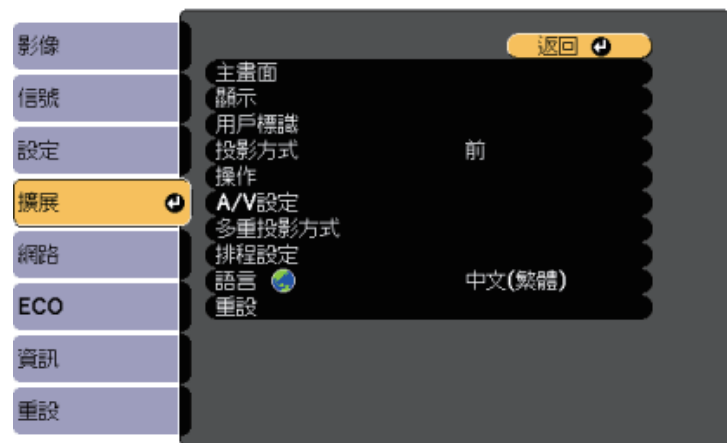 影像
信號
設定
擴展
網路
ECO
資訊
重設
返回
主畫面
顯示
用戶標識
投影方式 前
操作
A/V設定
多重投影方式
排程設定
語言 中文(繁體)
重設